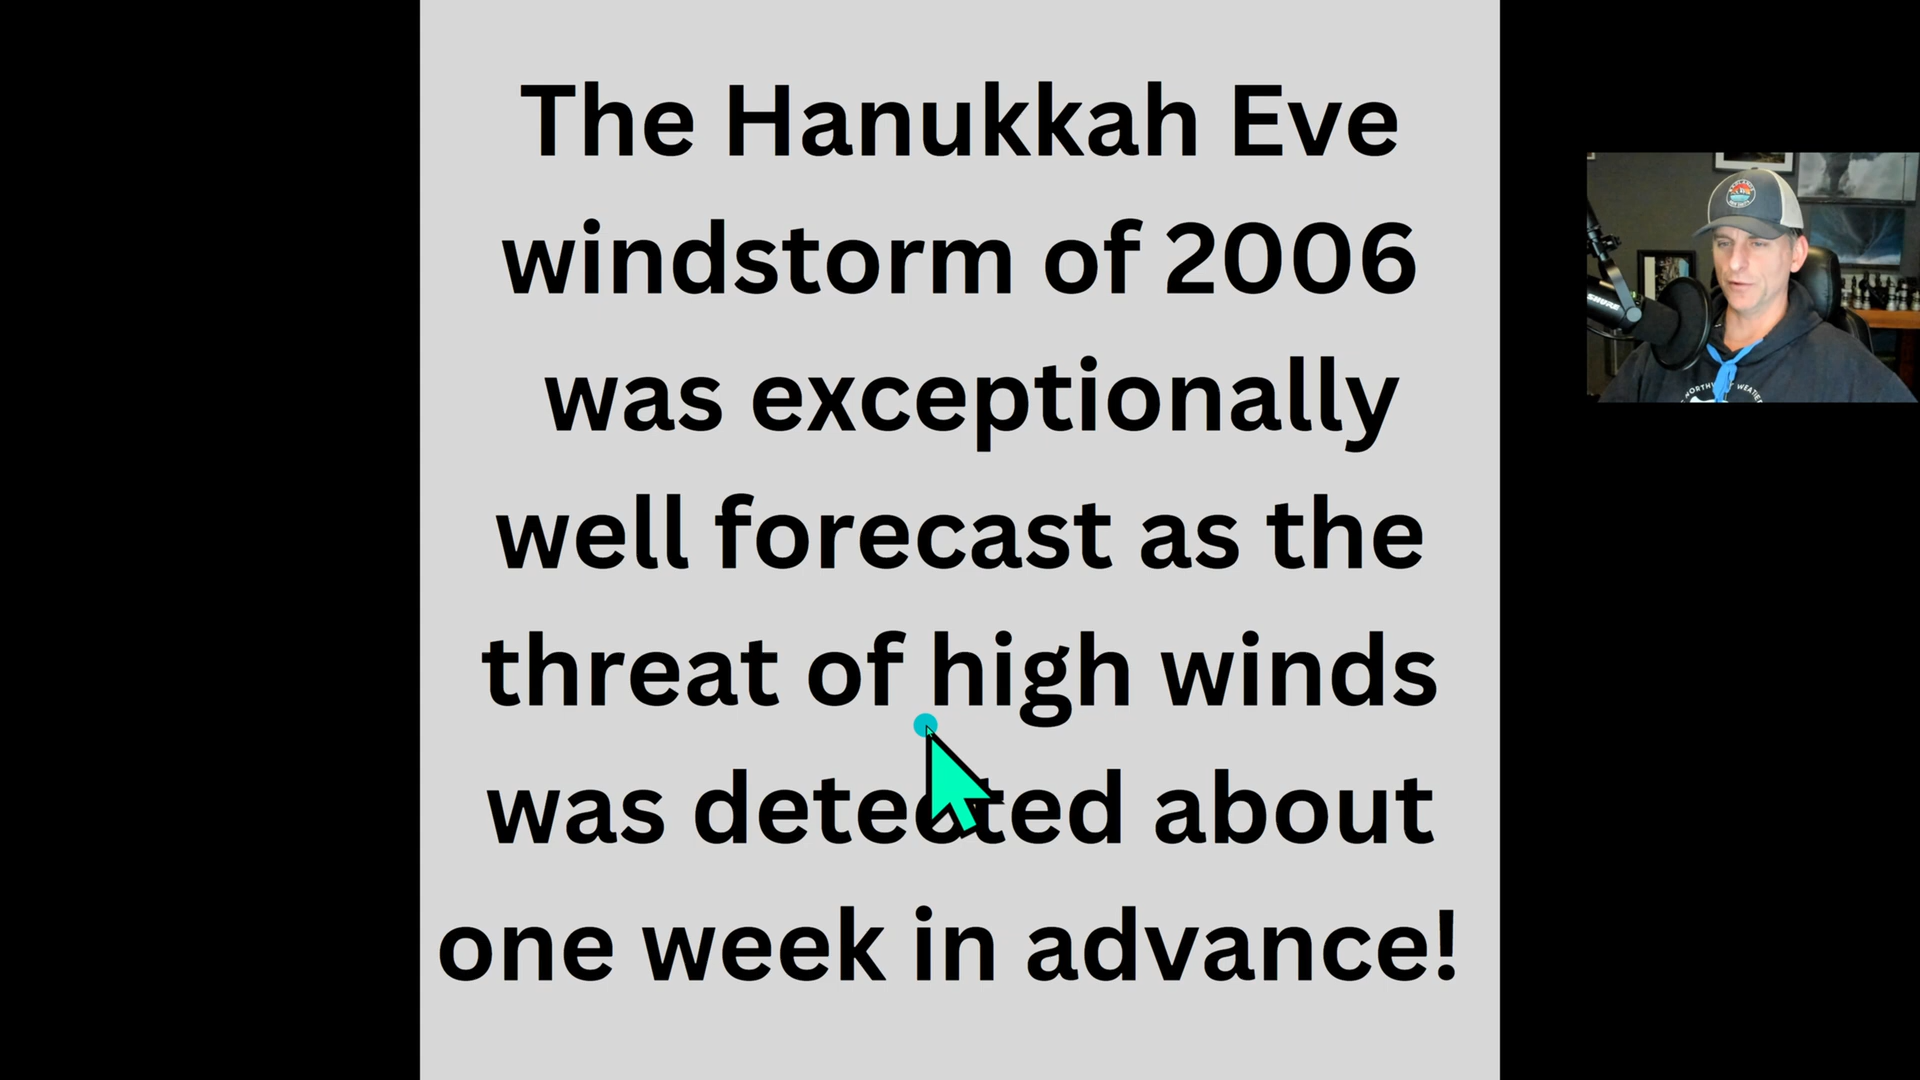 The Hanukkah Eve
windstorm of 2006
was exceptionally
well forecast as the
threat of high winds
was detected about
one week in advance!
SHURE